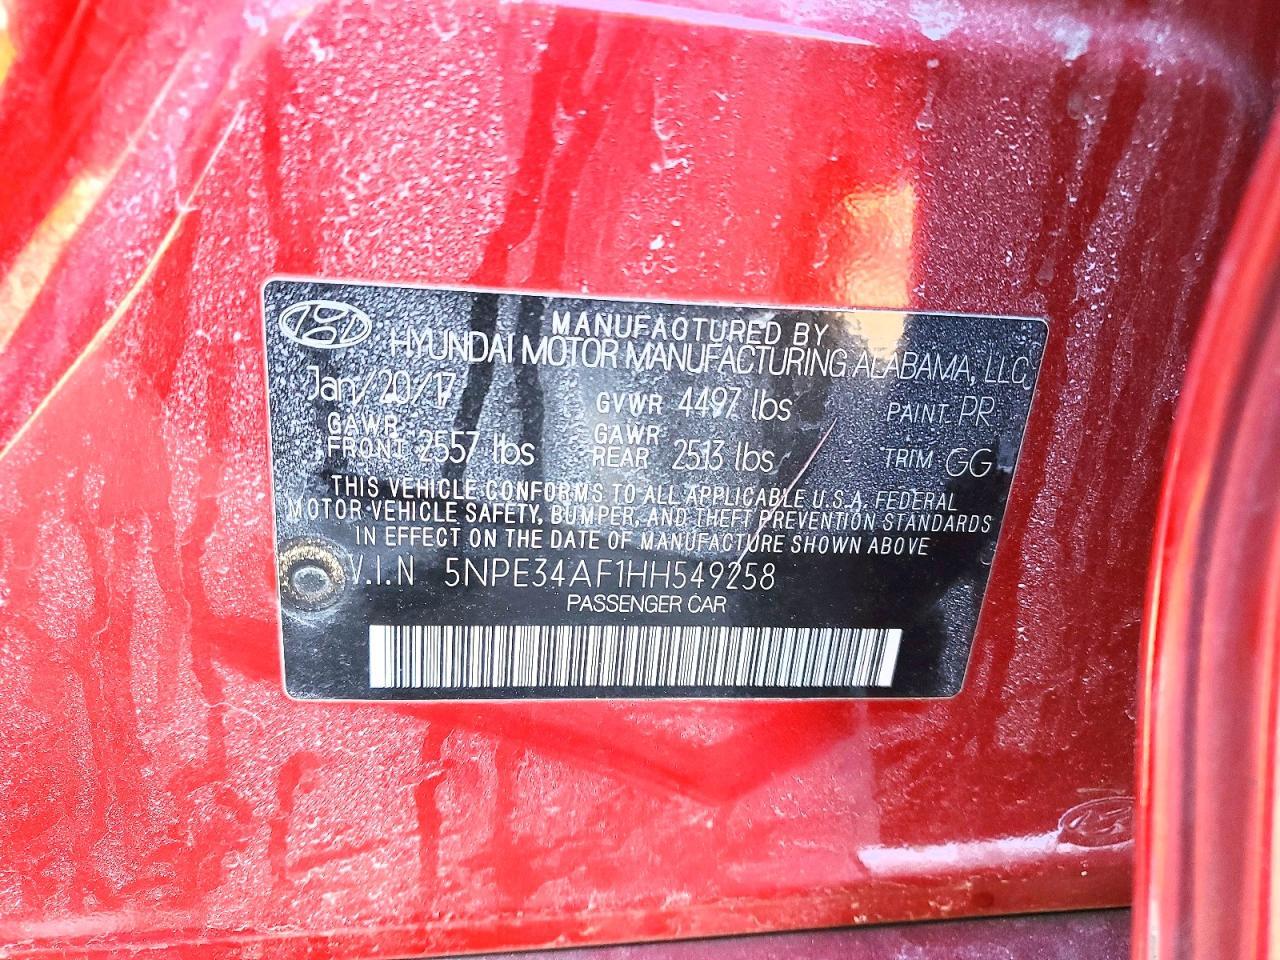 MANUFACTURED BY
HYUNDAI MOTOR MANUFACTURING ALABAMA, LLC
Jan/20/17 GVWR 4497 lbs PAINT PR
GAWR FRONT 2557 lbs GAWR REAR 2513 lbs TRIM GG
THIS VEHICLE CONFORMS TO ALL APPLICABLE U.S.A. FEDERAL
MOTOR VEHICLE SAFETY, BUMPER, AND THEFT PREVENTION STANDARDS
IN EFFECT ON THE DATE OF MANUFACTURE SHOWN ABOVE
V.I.N 5NPE34AF1HH549258
PASSENGER CAR